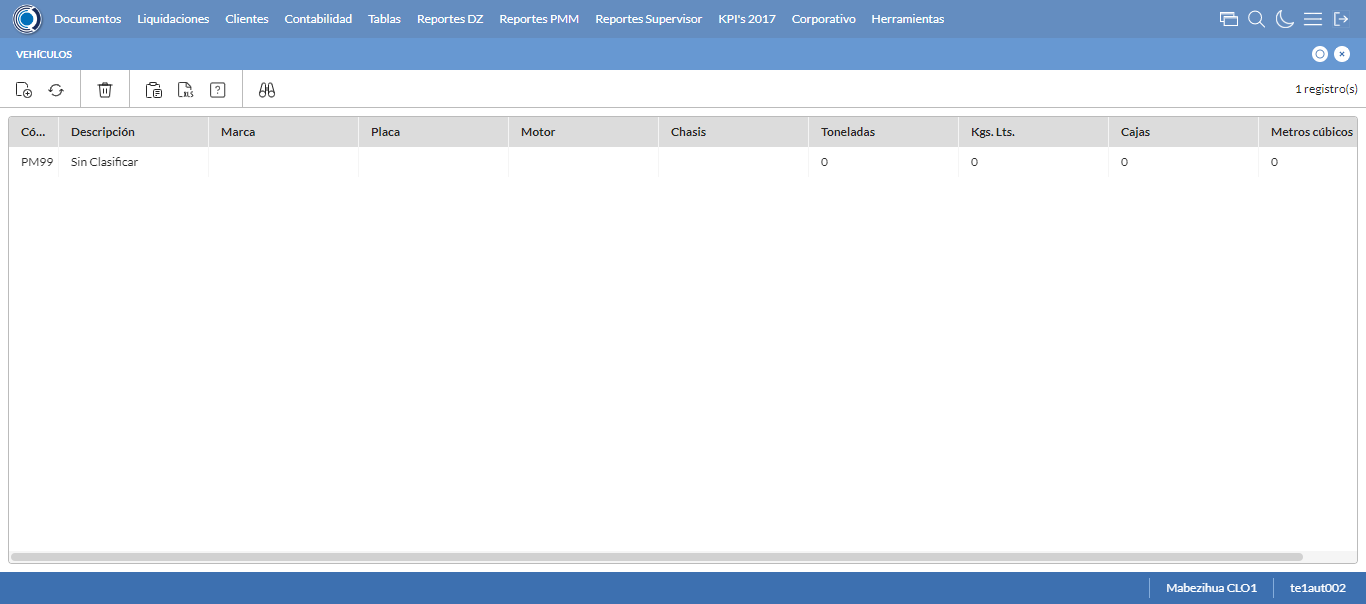 Documentos Liquidaciones Clientes Contabilidad Tablas Reportes DZ Reportes PMM Reportes Supervisor KPI's 2017 Corporativo Herramientas
VEHÍCULOS
XLS ? 1 registro(s)
Có... Descripción Marca Placa Motor Chasis Toneladas Kgs. Lts. Cajas Metros cúbicos
PM99 Sin Clasificar 0 0 0 0
Mabezihua CLO1 te1aut002